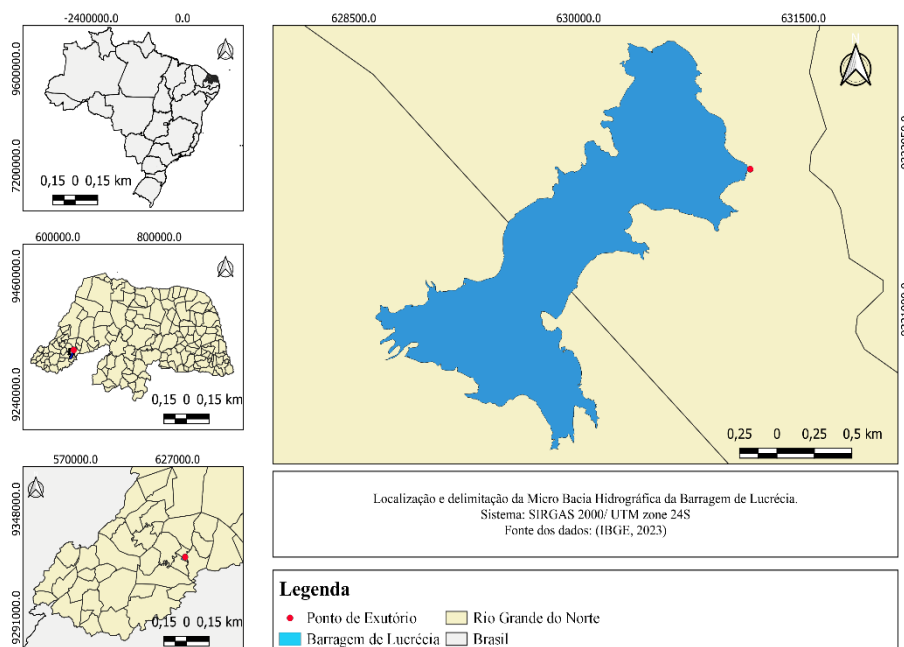 -2400000.0 0.0
9600000.0
7200000.0
0,15 0 0,15 km
600000.0 800000.0
9460000.0
9240000.0
0,15 0 0,15 km
570000.0 627000.0
9348000.0
9291000.0
0,15 0 0.15 km
628500.0 630000.0 631500.0
N
0,25 0 0,25 0,5 km
Localização e delimitação da Micro Bacia Hidrográfica da Barragem de Lucrécia.
Sistema: SIRGAS 2000/ UTM zone 24S
Fonte dos dados: (IBGE, 2023)
Legenda
Ponto de Exutório
Rio Grande do Norte
Barragem de Lucrécia
Brasil